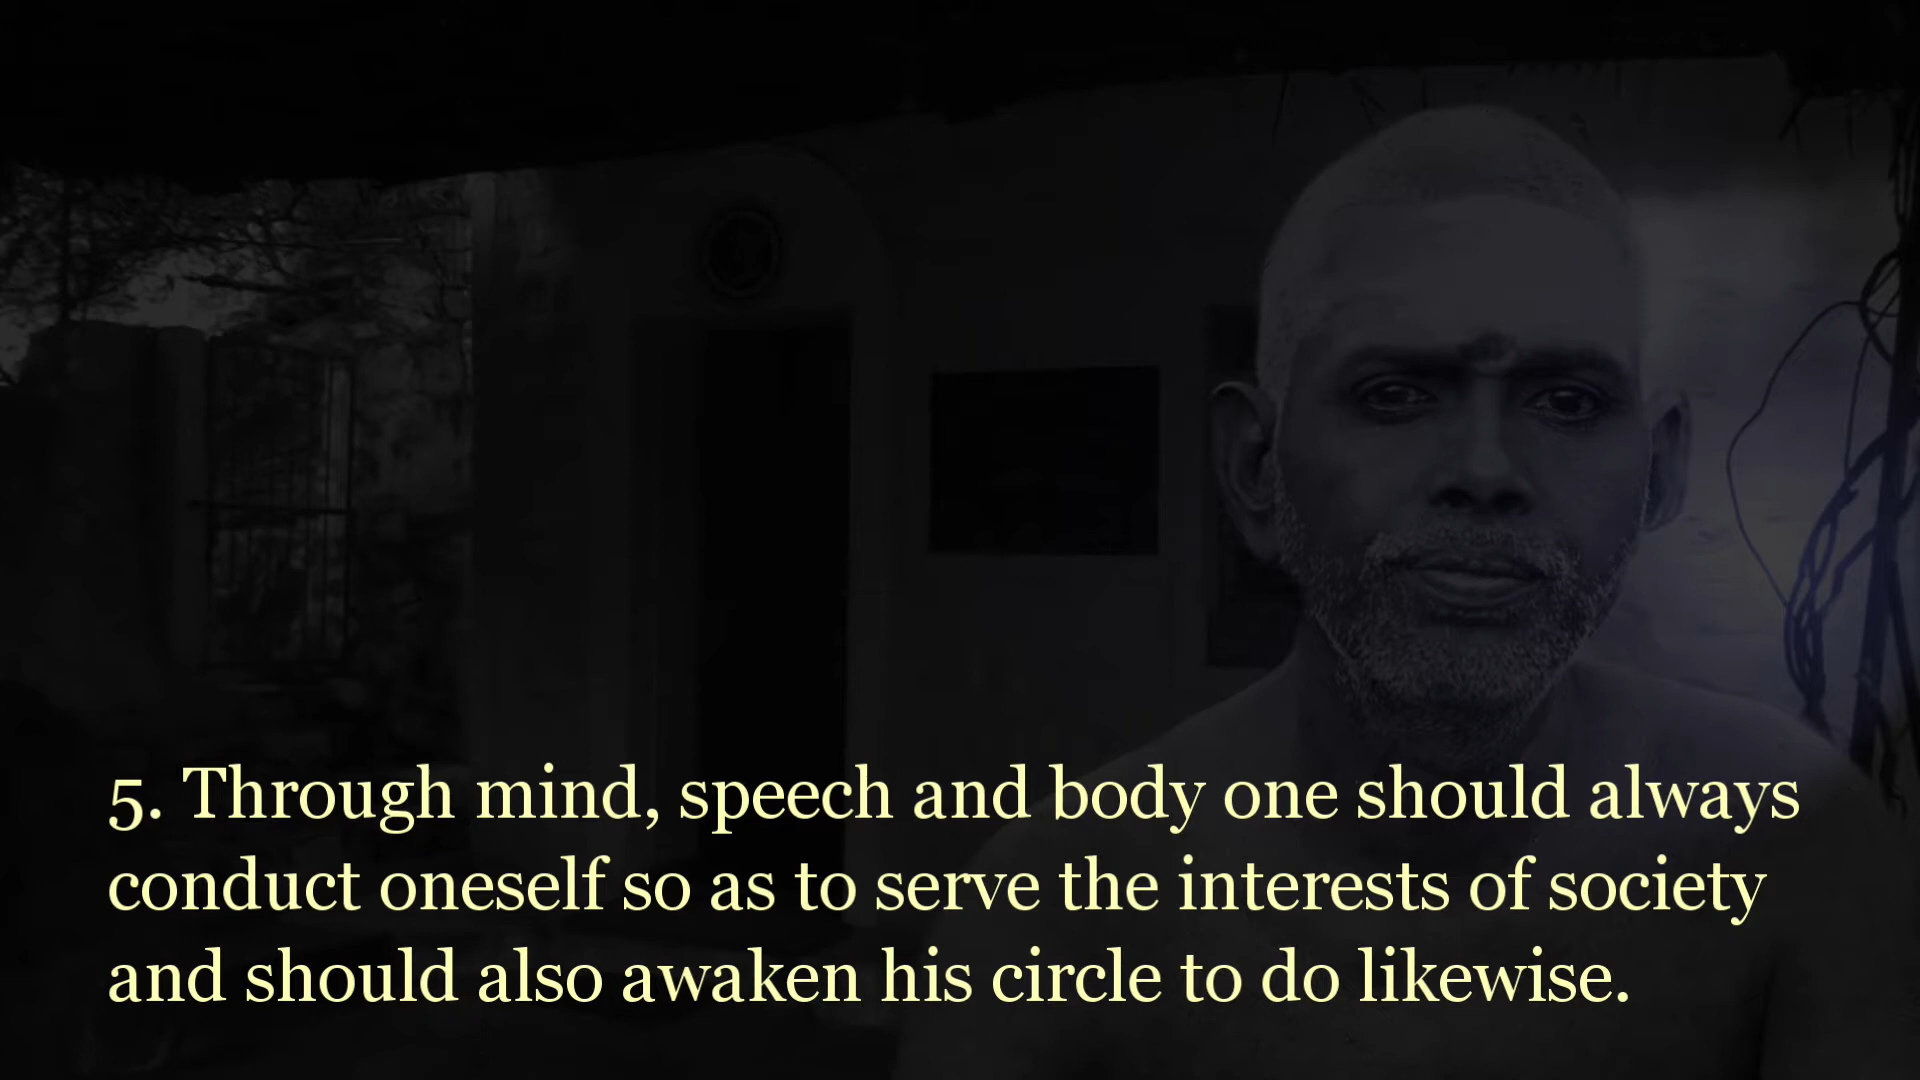 5. Through mind, speech and body one should always
conduct oneself so as to serve the interests of society
and should also awaken his circle to do likewise.